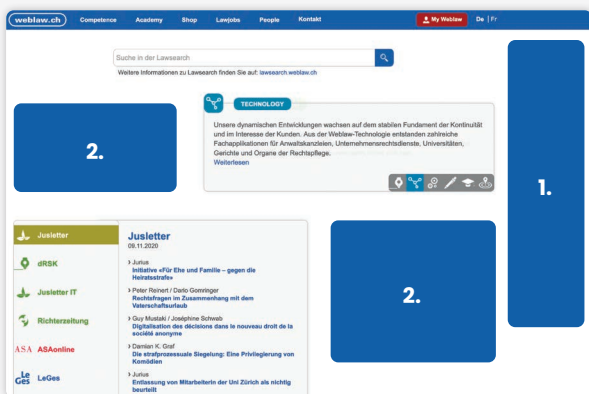 weblaw.ch Competence Academy Shop Lawjobs People Kontakt My Weblaw De | Fr
Suche in der Lawsearch
Weitere Informationen zu Lawsearch finden Sie auf: lawsearch.weblaw.ch
TECHNOLOGY
Unsere dynamischen Entwicklungen wachsen auf dem stabilen Fundament der Kontinuität
und im Interesse der Kunden. Aus der Weblaw-Technologie entstanden zahlreiche
Fachapplikationen für Anwaltskanzleien, Unternehmensrechtsdienste, Universitäten,
Gerichte und Organe der Rechtspflege.
Weiterlesen
2.
1.
Jusletter
dRSK
Jusletter IT
Richterzeitung
ASA ASAonline
Le
Ges LeGes
Jusletter
09.11.2020
› Jurius
Initiative «Für Ehe und Familie – gegen die
Heiratsstrafe»
› Peter Reinert / Dario Gomringer
Rechtsfragen im Zusammenhang mit dem
Vaterschaftsurlaub
› Guy Mustaki / Joséphine Schwab
Digitalisation des décisions dans le nouveau droit de la
société anonyme
› Damian K. Graf
Die strafprozessuale Siegelung: Eine Privilegierung von
Komödien
› Jurius
Entlassung von Mitarbeiterin der Uni Zürich als nichtig
beurteilt
2.